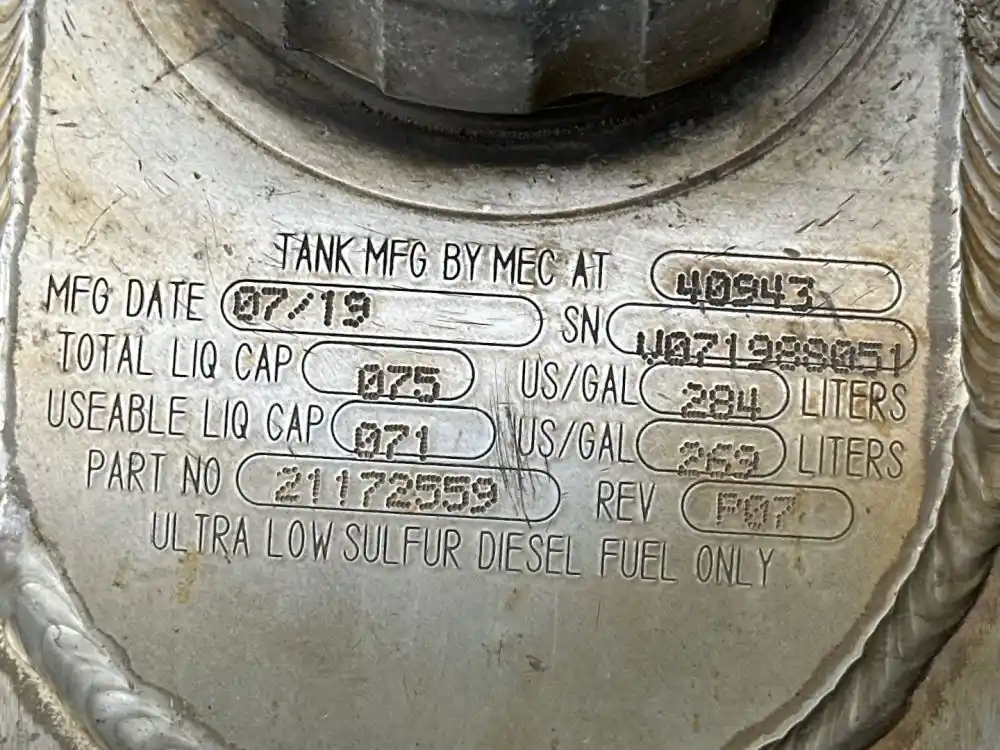 TANK MFG BY MEC AT 40943
MFG DATE 07/19 SN V071988051
TOTAL LIQ CAP 075 US/GAL 284 LITERS
USEABLE LIQ CAP 071 US/GAL 269 LITERS
PART NO 21172559 REV P07
ULTRA LOW SULFUR DIESEL FUEL ONLY